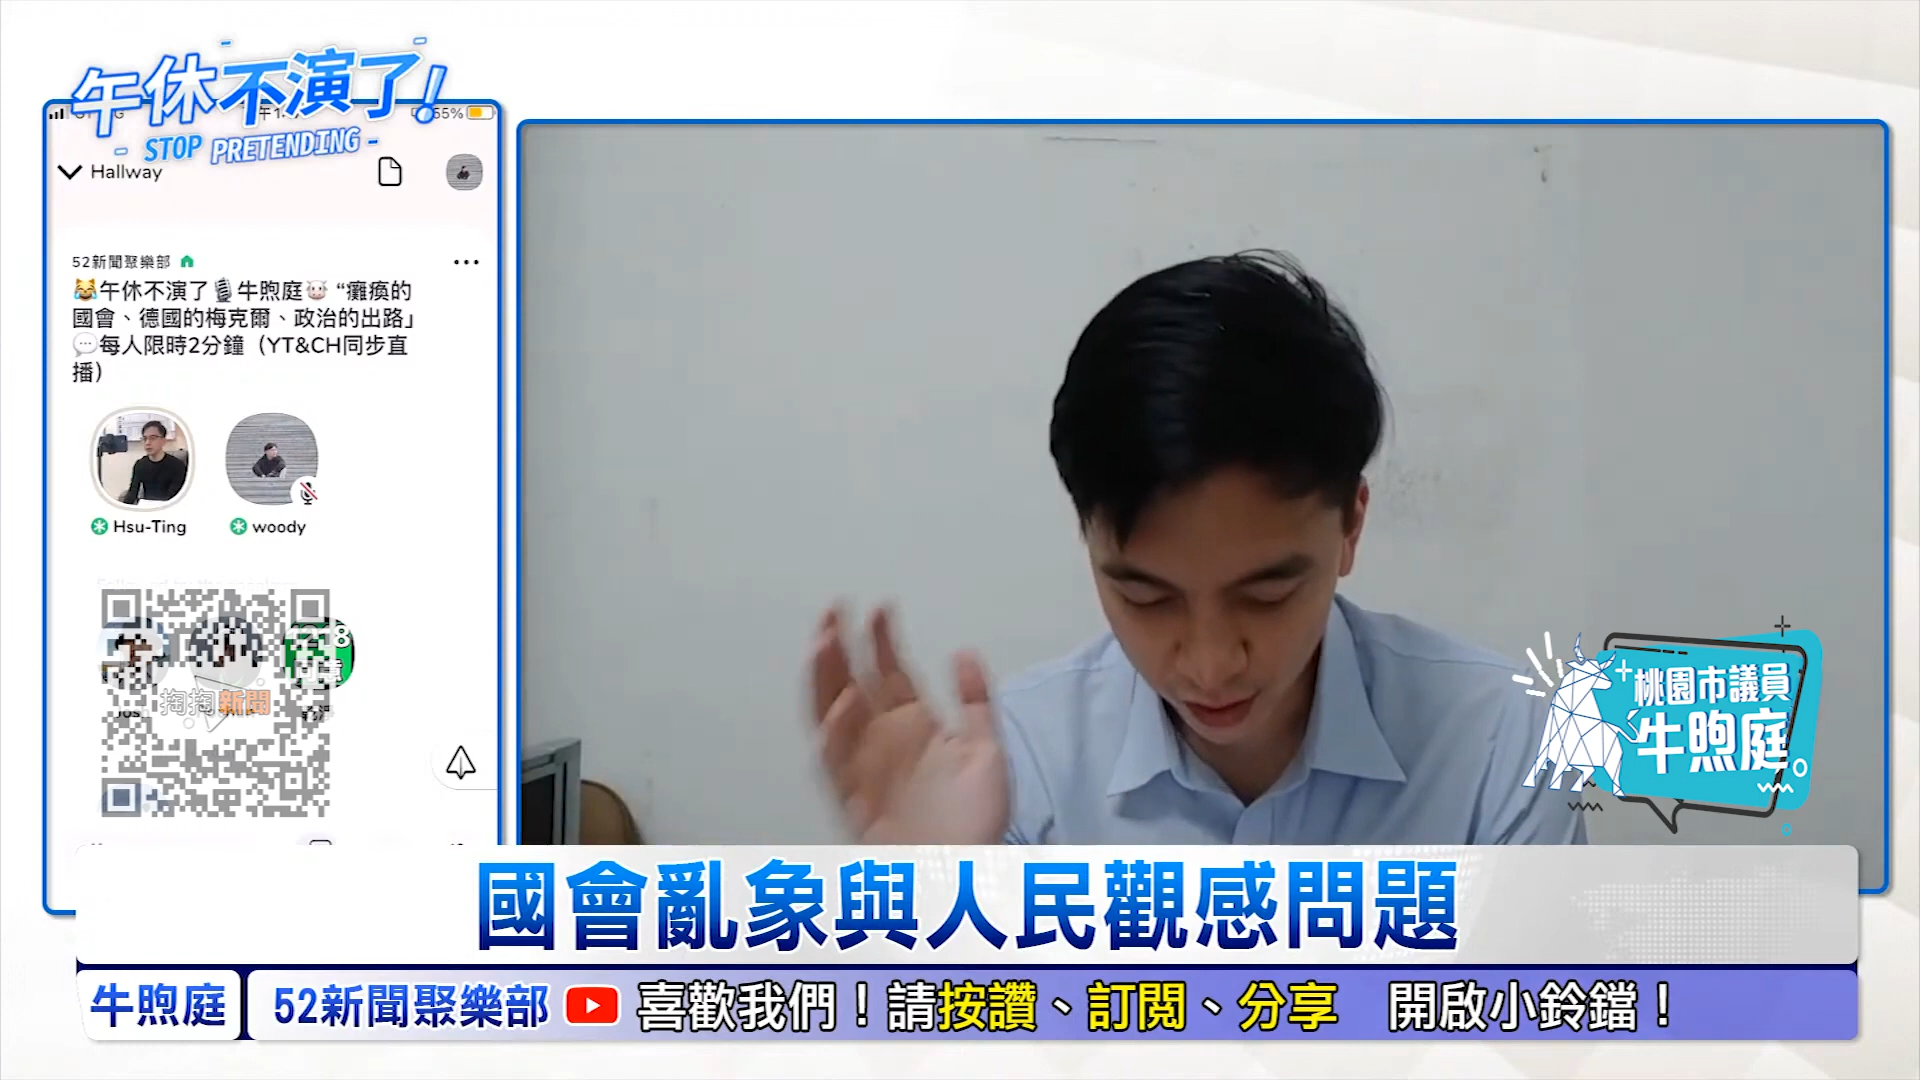 午休不演了!
- STOP PRETENDING -
55%
Hallway
52新聞聚樂部
😹午休不演了🎙牛煦庭🐮 “癱瘓的
國會、德國的梅克爾、政治的出路」
💬每人限時2分鐘（YT&CH同步直
播）
Hsu-Ting
woody
掏掏新聞
桃園市議員
牛煦庭
國會亂象與人民觀感問題
牛煦庭
52新聞聚樂部
喜歡我們！請按讚、訂閱、分享 開啟小鈴鐺！